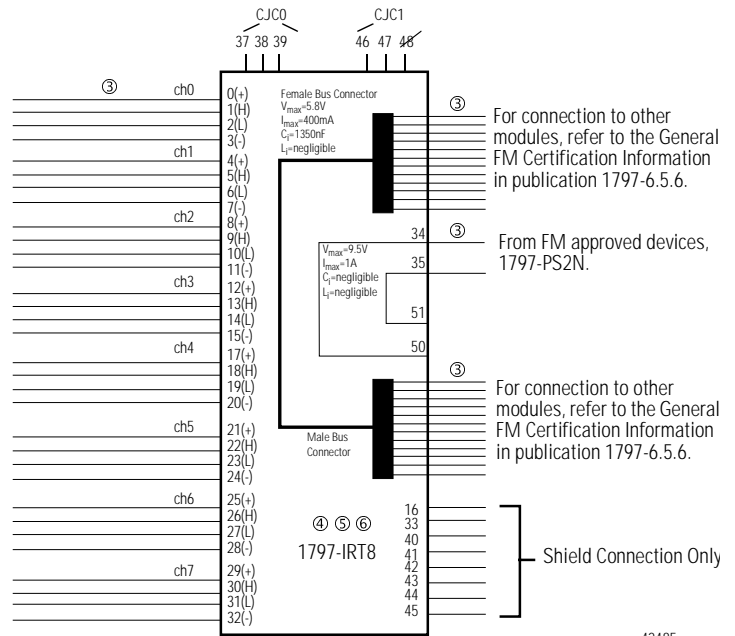 CJC0 CJC1
37 38 39 46 47 48
③ ch0 0(+)
1(H)
2(L)
3(-)
ch1 4(+)
5(H)
6(L)
7(-)
ch2 8(+)
9(H)
10(L)
11(-)
ch3 12(+)
13(H)
14(L)
15(-)
ch4 17(+)
18(H)
19(L)
20(-)
ch5 21(+)
22(H)
23(L)
24(-)
ch6 25(+)
26(H)
27(L)
28(-)
ch7 29(+)
30(H)
31(L)
32(-)
Female Bus Connector
Vmax=5.8V
Imax=400mA
Ci=1350nF
Li=negligible
③
For connection to other
modules, refer to the General
FM Certification Information
in publication 1797-6.5.6.
Vmax=9.5V
Imax=1A
Ci=negligible
Li=negligible
34 ③
35
51
50
From FM approved devices,
1797-PS2N.
③
For connection to other
modules, refer to the General
FM Certification Information
in publication 1797-6.5.6.
Male Bus
Connector
④ ⑤ ⑥
1797-IRT8
16
33
40
41
42
43
44
45
Shield Connection Only